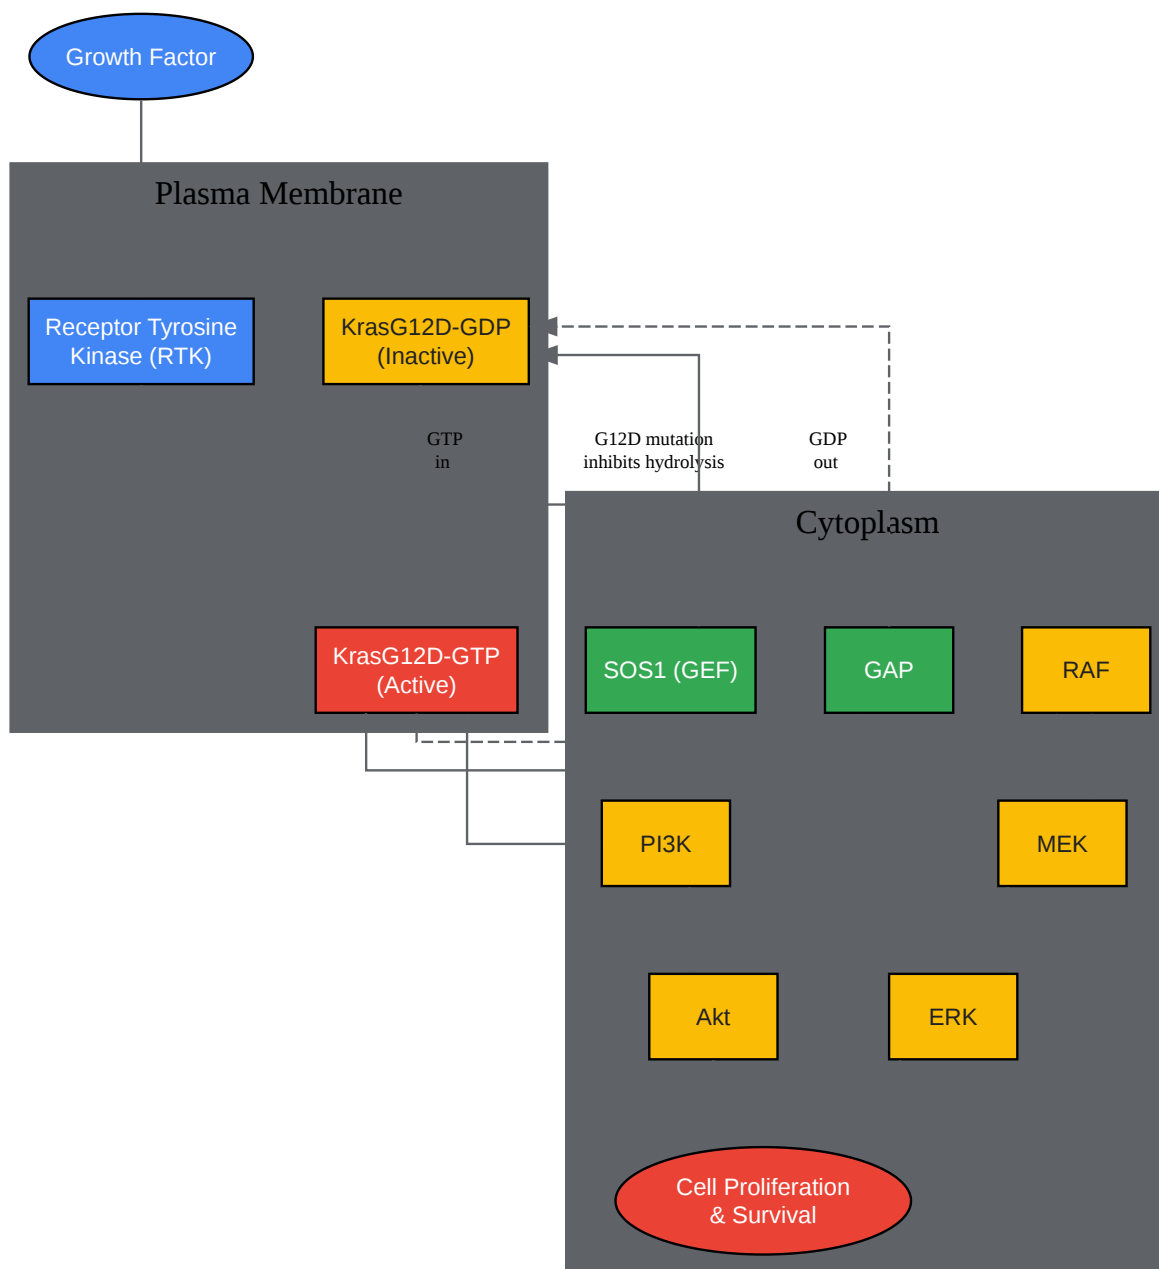 Growth Factor
Plasma Membrane
Receptor Tyrosine
Kinase (RTK)
KrasG12D-GDP
(Inactive)
GTP
in
G12D mutation
inhibits hydrolysis
GDP
out
Cytoplasm
KrasG12D-GTP
(Active)
SOS1 (GEF)
GAP
RAF
PI3K
MEK
Akt
ERK
Cell Proliferation
& Survival